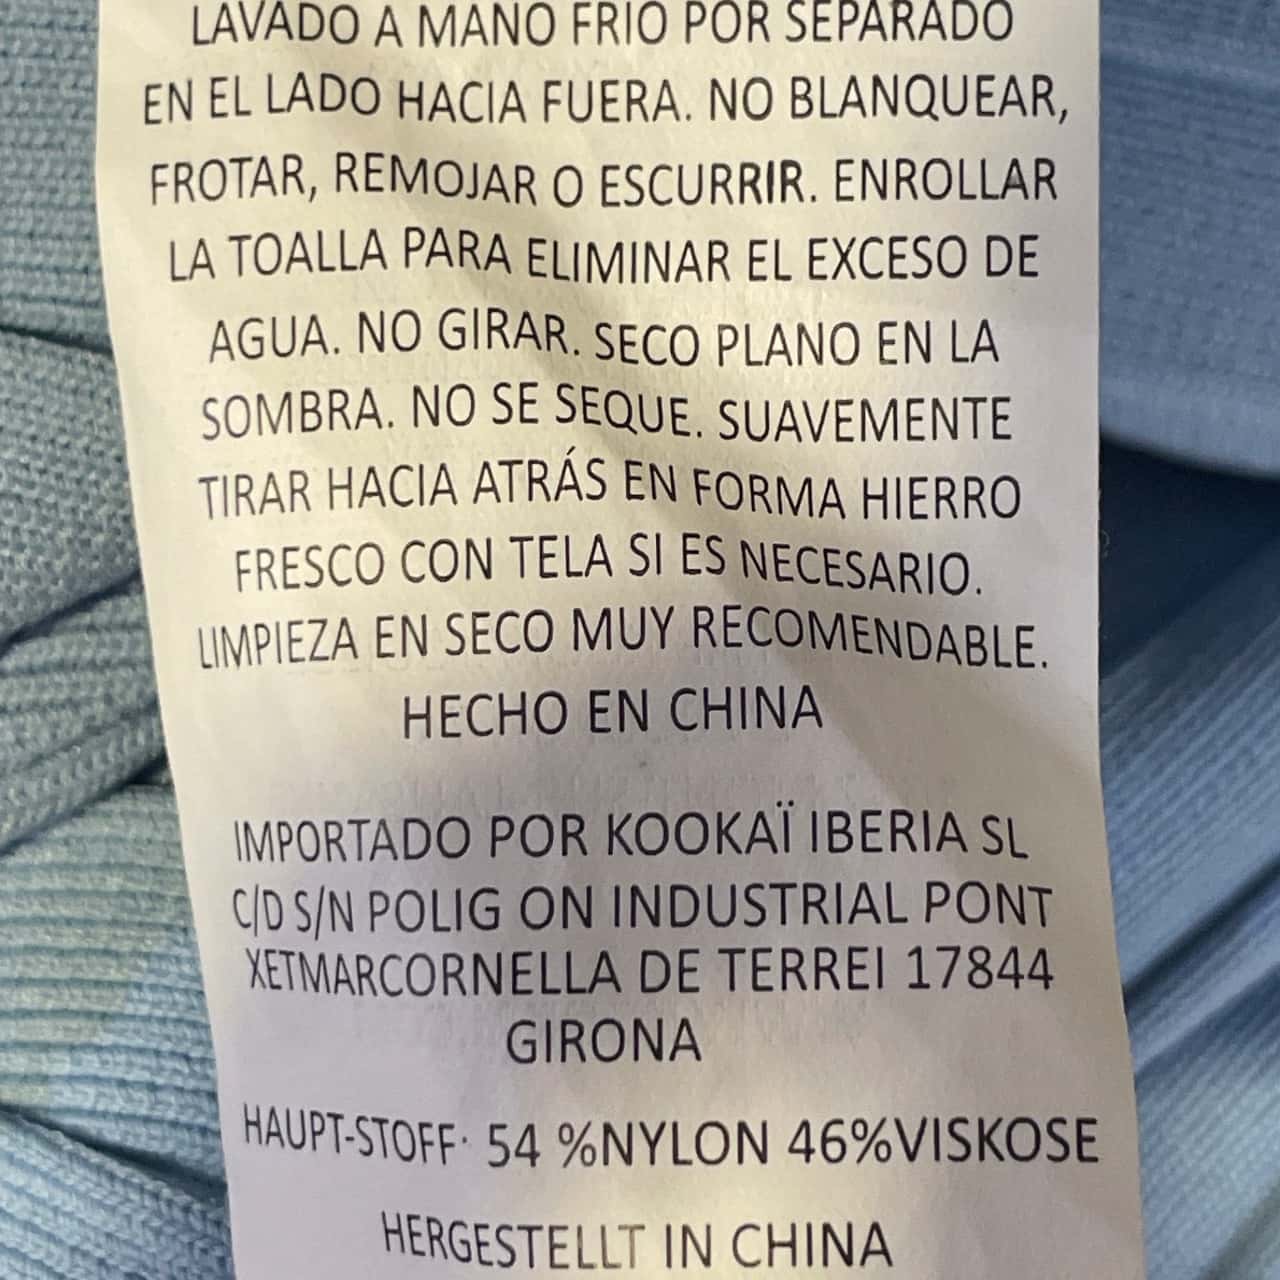 LAVADO A MANO FRIO POR SEPARADO
EN EL LADO HACIA FUERA. NO BLANQUEAR,
FROTAR, REMOJAR O ESCURRIR. ENROLLAR
LA TOALLA PARA ELIMINAR EL EXCESO DE
AGUA. NO GIRAR. SECO PLANO EN LA
SOMBRA. NO SE SEQUE. SUAVEMENTE
TIRAR HACIA ATRÁS EN FORMA HIERRO
FRESCO CON TELA SI ES NECESARIO.
LIMPIEZA EN SECO MUY RECOMENDABLE.
HECHO EN CHINA
IMPORTADO POR KOOKAÏ IBERIA SL
C/D S/N POLIG ON INDUSTRIAL PONT
XETMARCORNELLA DE TERREI 17844
GIRONA
HAUPT-STOFF· 54 %NYLON 46%VISKOSE
HERGESTELLT IN CHINA